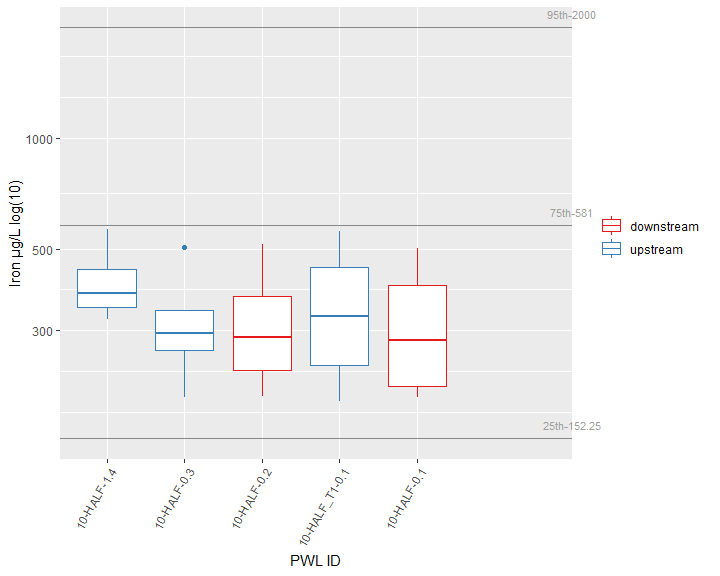 95th-2000
1000
75th-581
500
300
25th-152.25
Iron µg/L log(10)
10-HALF-1.4
10-HALF-0.3
10-HALF-0.2
10-HALF_T1-0.1
10-HALF-0.1
PWL ID
downstream
upstream